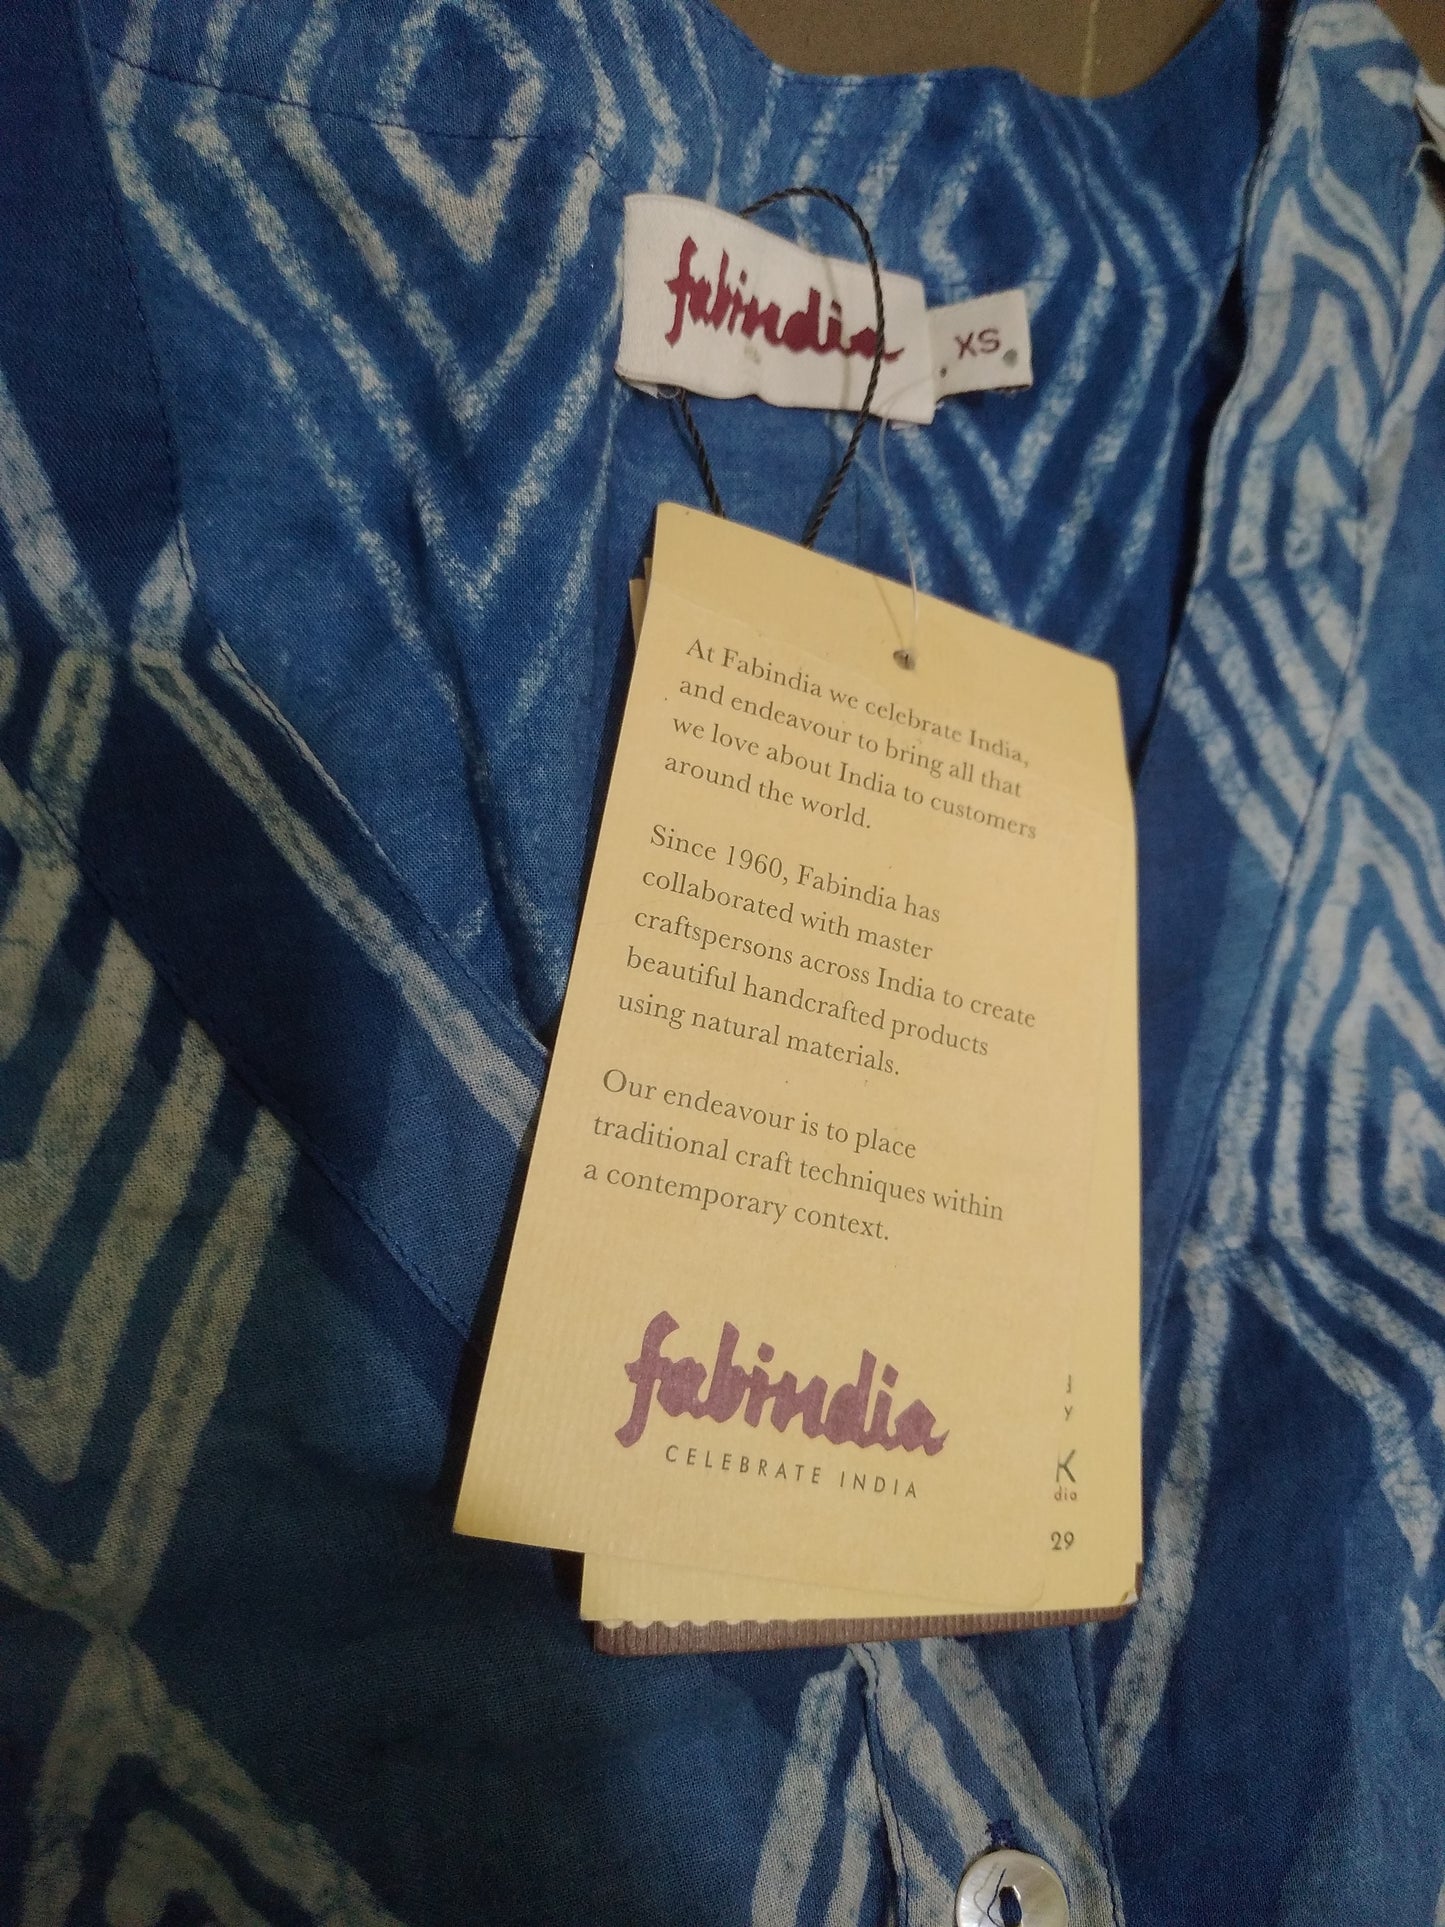 fabindia
XS
At Fabindia we celebrate India,
and endeavour to bring all that
we love about India to customers
around the world.
Since 1960, Fabindia has
collaborated with master
craftspersons across India to create
beautiful handcrafted products
using natural materials.
Our endeavour is to place
traditional craft techniques within
a contemporary context.
fabindia
CELEBRATE INDIA
Y
K
dia
29